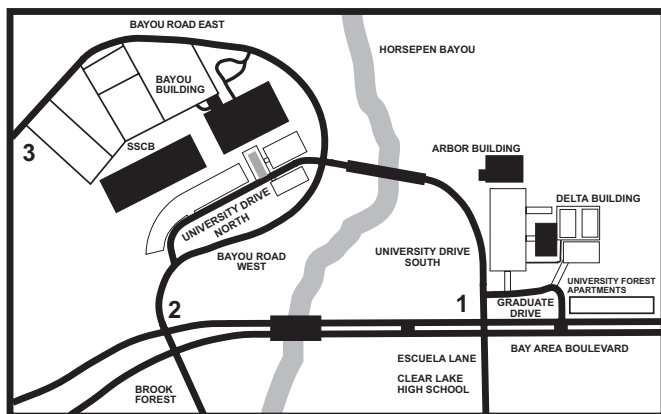 BAYOU ROAD EAST
HORSEPEN BAYOU
BAYOU
BUILDING
3
SSCB
ARBOR BUILDING
DELTA BUILDING
UNIVERSITY DRIVE
NORTH
BAYOU ROAD
WEST
UNIVERSITY DRIVE
SOUTH
UNIVERSITY FOREST
APARTMENTS
2
1
GRADUATE
DRIVE
BAY AREA BOULEVARD
ESCUELA LANE
CLEAR LAKE
HIGH SCHOOL
BROOK
FOREST